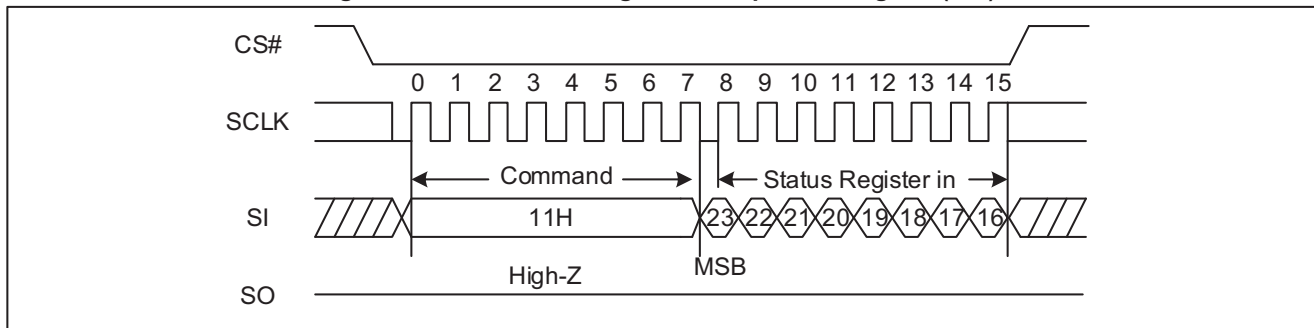 CS#
0 1 2 3 4 5 6 7 8 9 10 11 12 13 14 15
SCLK
Command Status Register in
SI 11H 23 22 21 20 19 18 17 16
High-Z MSB
SO